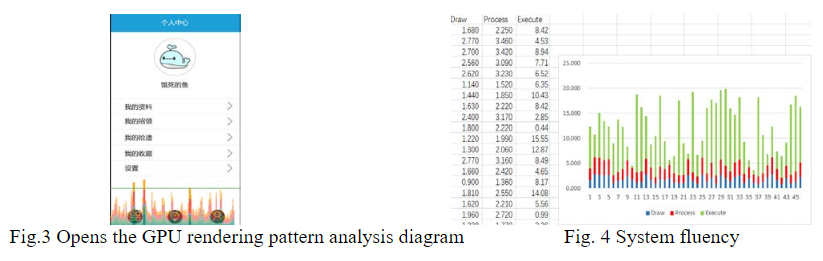 个人中心
饿死的鱼
我的资料
我的招领
我的拾遗
我的收藏
设置
Draw Process Execute
1.680 2.250 8.42
2.770 3.460 4.53
2.700 3.420 8.94
2.560 3.090 7.71
2.620 3.230 6.52
1.140 1.520 6.35
1.440 1.850 10.43
1.630 2.220 8.42
2.400 3.170 2.85
1.800 2.220 0.44
1.220 1.990 15.55
1.300 2.060 12.87
2.770 3.160 8.49
1.660 2.420 4.65
0.900 1.360 8.17
1.810 2.550 14.08
1.620 2.210 5.56
1.960 2.720 0.99
25.000
20.000
15.000
10.000
5.000
0.000
1 3 5 7 9 11 13 15 17 19 21 23 25 27 29 31 33 35 37 39 41 43 45
Draw Process Execute
Fig.3 Opens the GPU rendering pattern analysis diagram
Fig. 4 System fluency